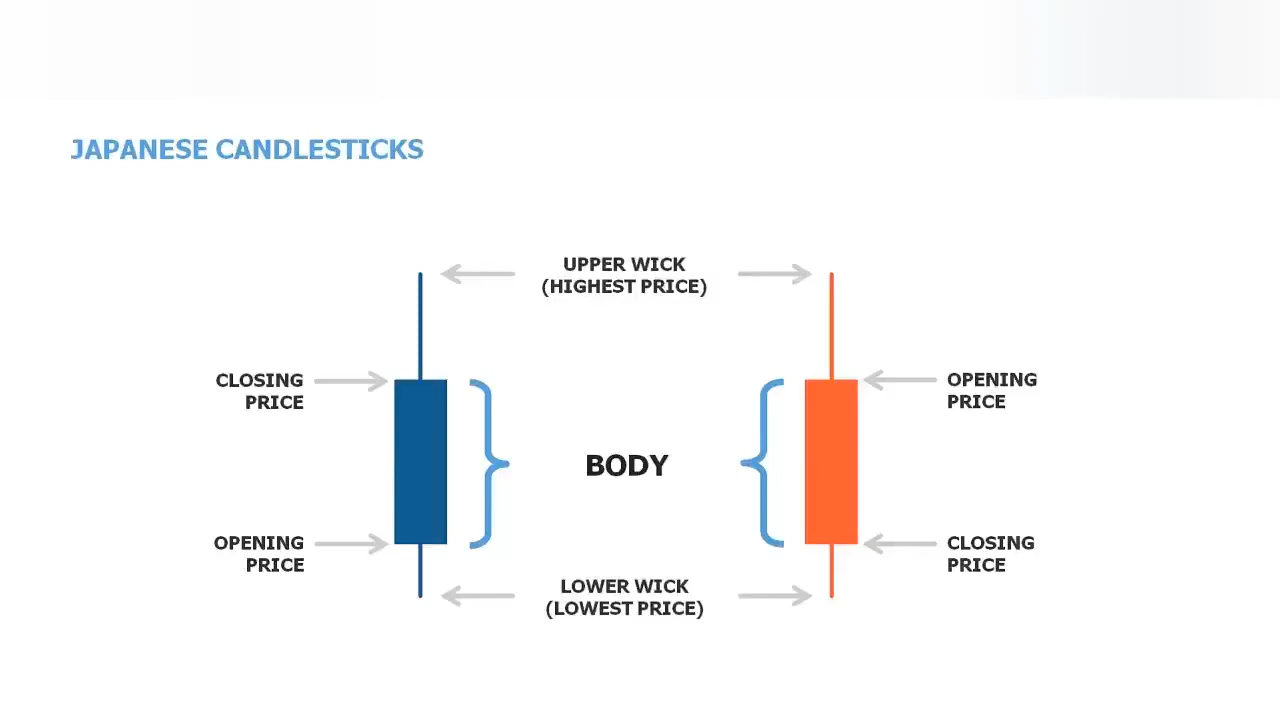 JAPANESE CANDLESTICKS
UPPER WICK
(HIGHEST PRICE)
CLOSING
PRICE
OPENING
PRICE
BODY
OPENING
PRICE
CLOSING
PRICE
LOWER WICK
(LOWEST PRICE)